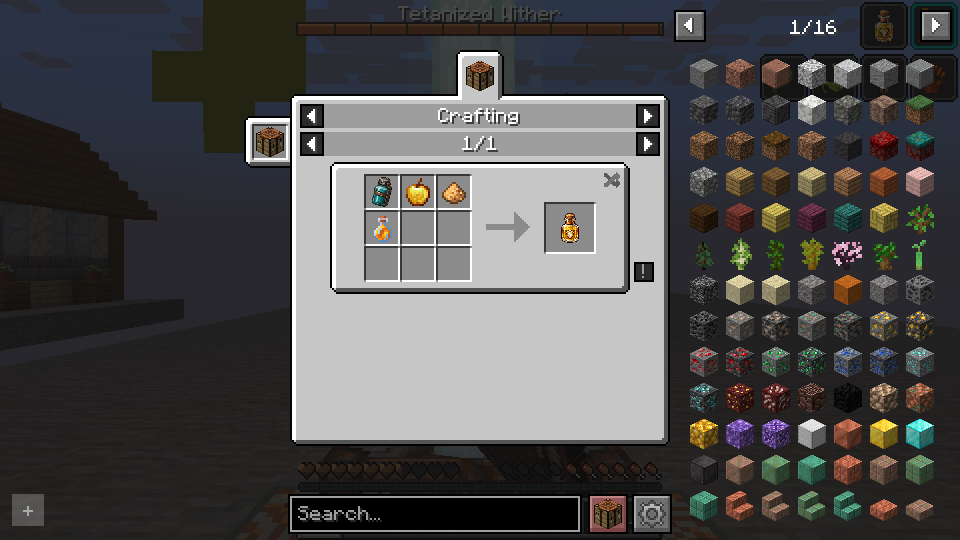 Tetanized Wither
1/16
Crafting
1/1
!
+
Search...